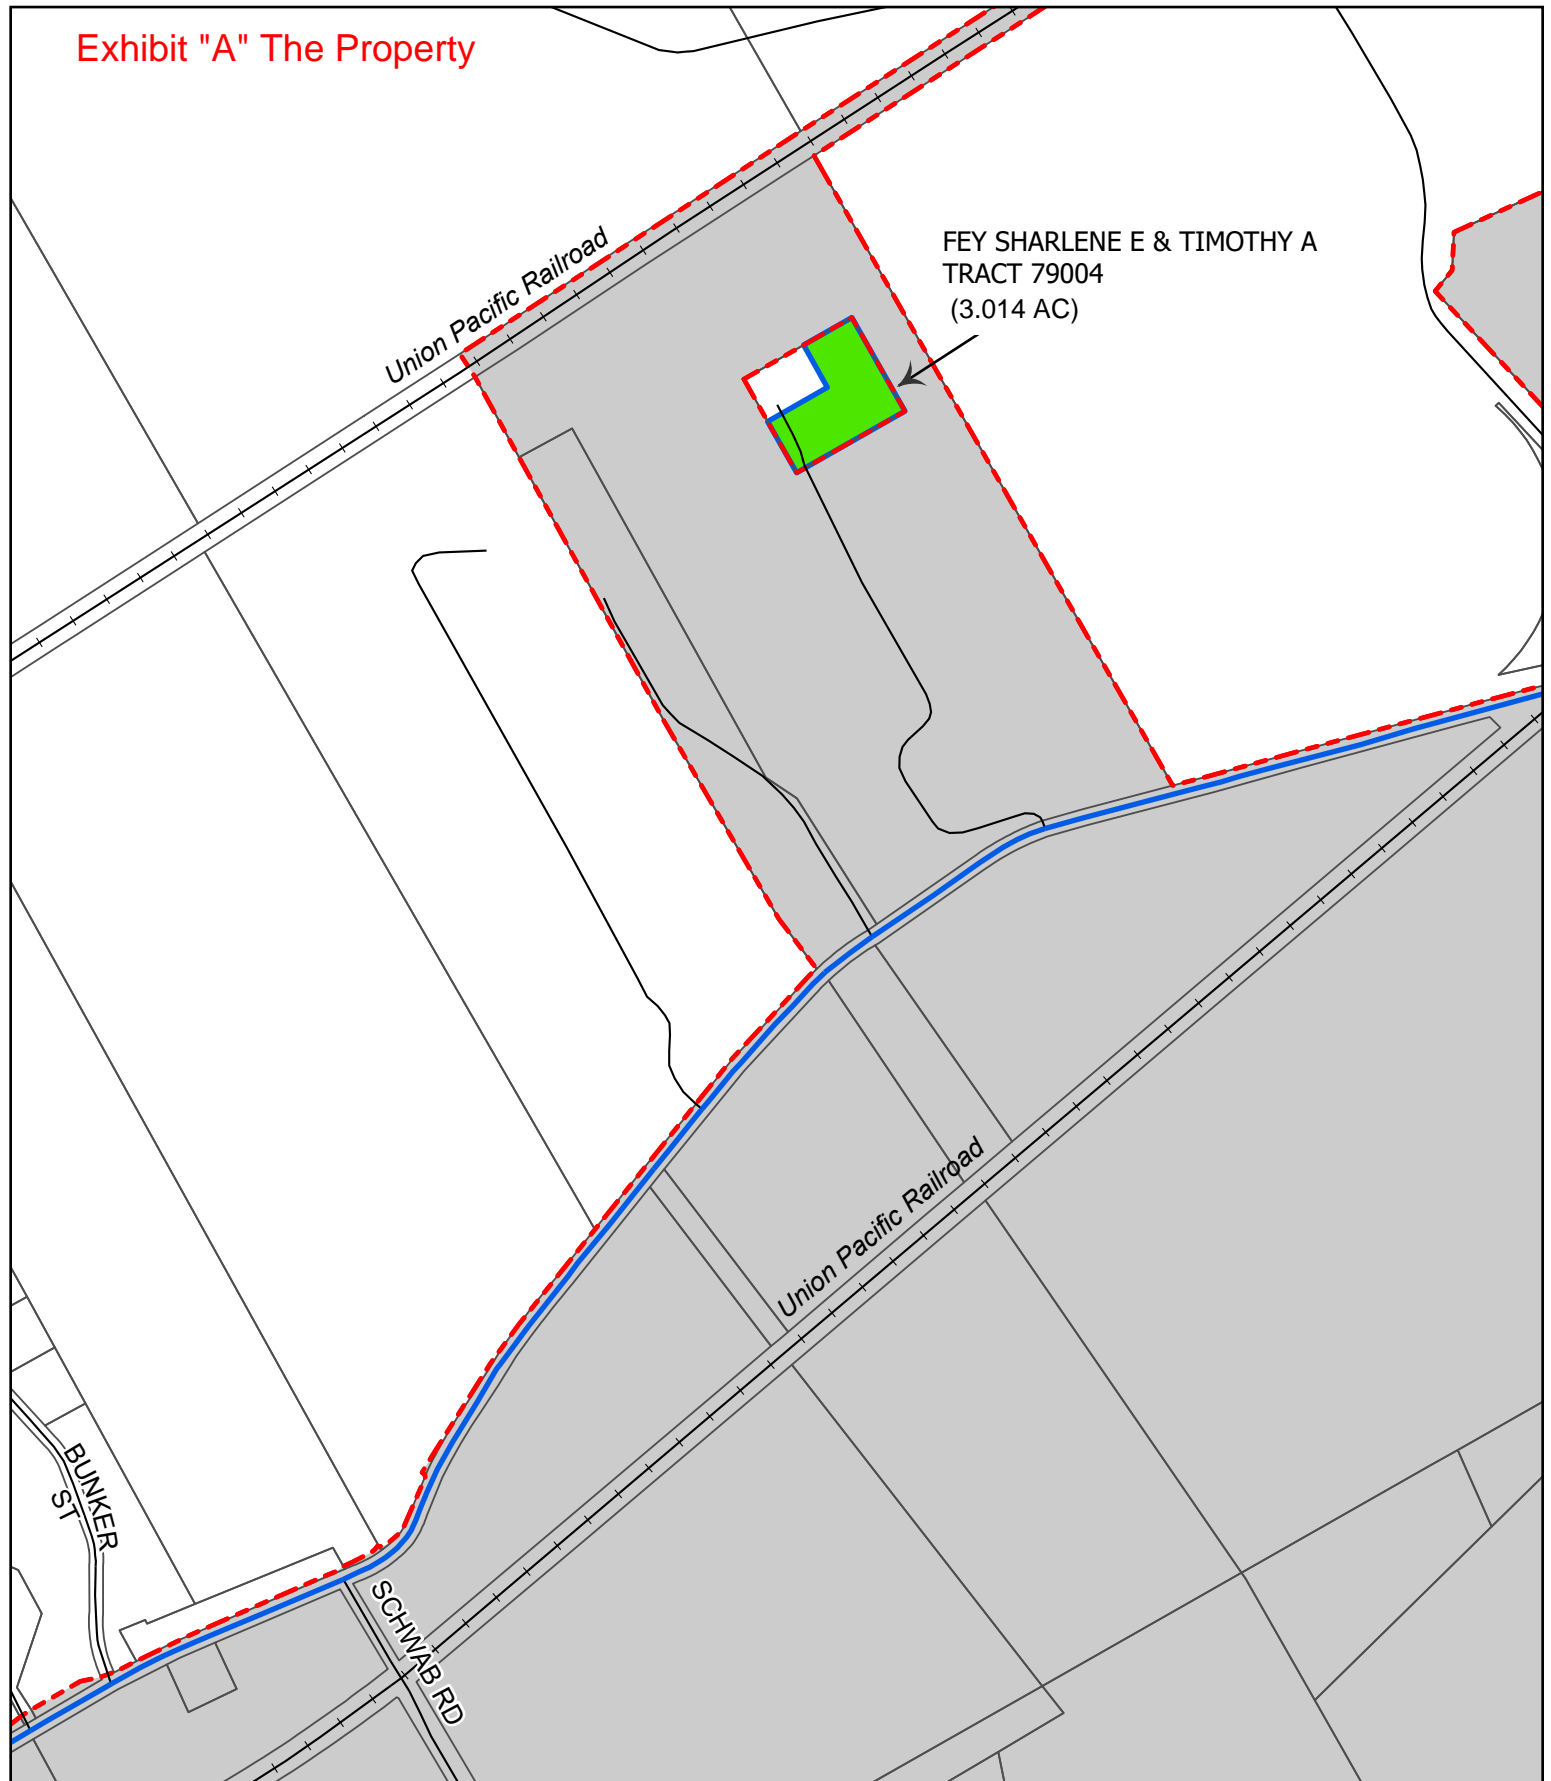 Exhibit "A" The Property
FEY SHARLENE E & TIMOTHY A
TRACT 79004
(3.014 AC)
Union Pacific Railroad
Union Pacific Railroad
BUNKER
ST
SCHWAB RD